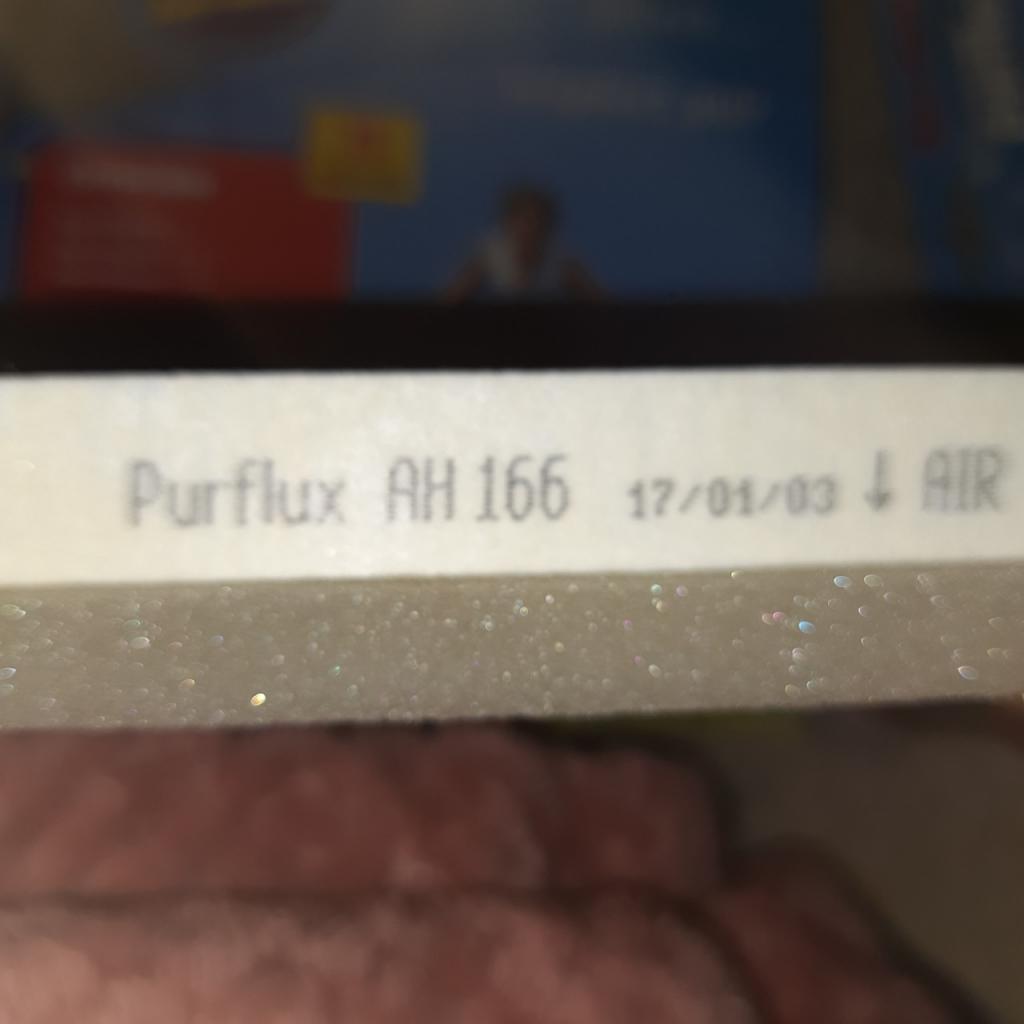 Purflux AH 166 17/01/03 ↓ AIR